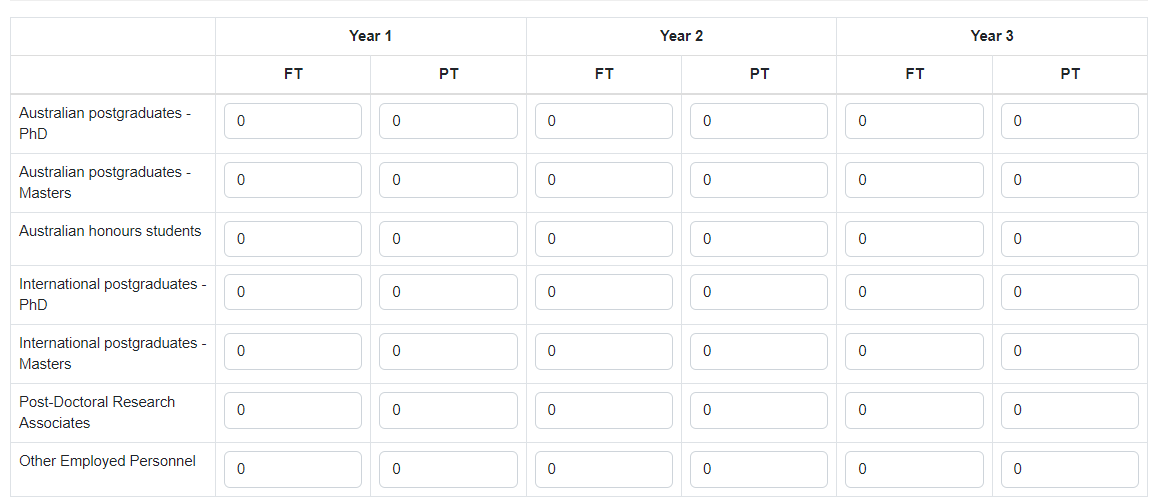 Year 1 Year 2 Year 3
FT PT FT PT FT PT
Australian postgraduates -
PhD
0 0 0 0 0 0
Australian postgraduates -
Masters
0 0 0 0 0 0
Australian honours students
0 0 0 0 0 0
International postgraduates -
PhD
0 0 0 0 0 0
International postgraduates -
Masters
0 0 0 0 0 0
Post-Doctoral Research
Associates
0 0 0 0 0 0
Other Employed Personnel
0 0 0 0 0 0